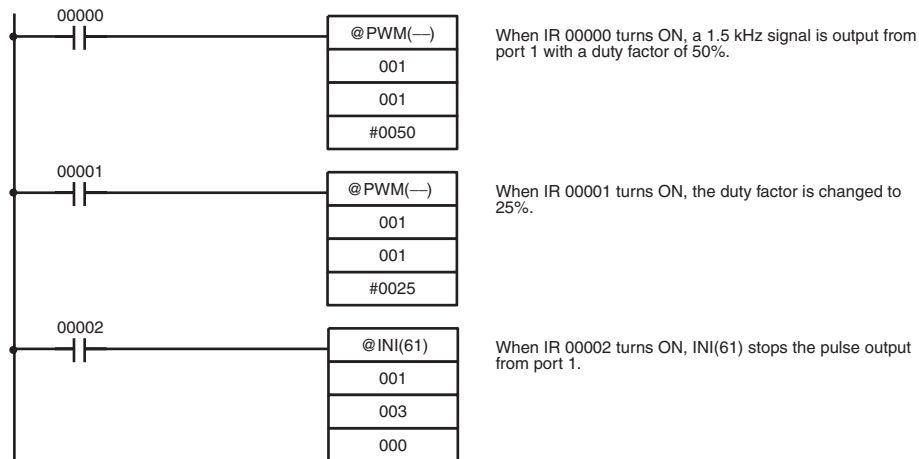 00000
@PWM(––)
001
001
#0050
When IR 00000 turns ON, a 1.5 kHz signal is output from
port 1 with a duty factor of 50%.
00001
@PWM(––)
001
001
#0025
When IR 00001 turns ON, the duty factor is changed to
25%.
00002
@INI(61)
001
003
000
When IR 00002 turns ON, INI(61) stops the pulse output
from port 1.